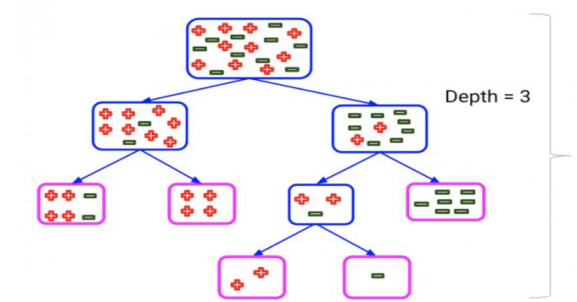 Depth = 3